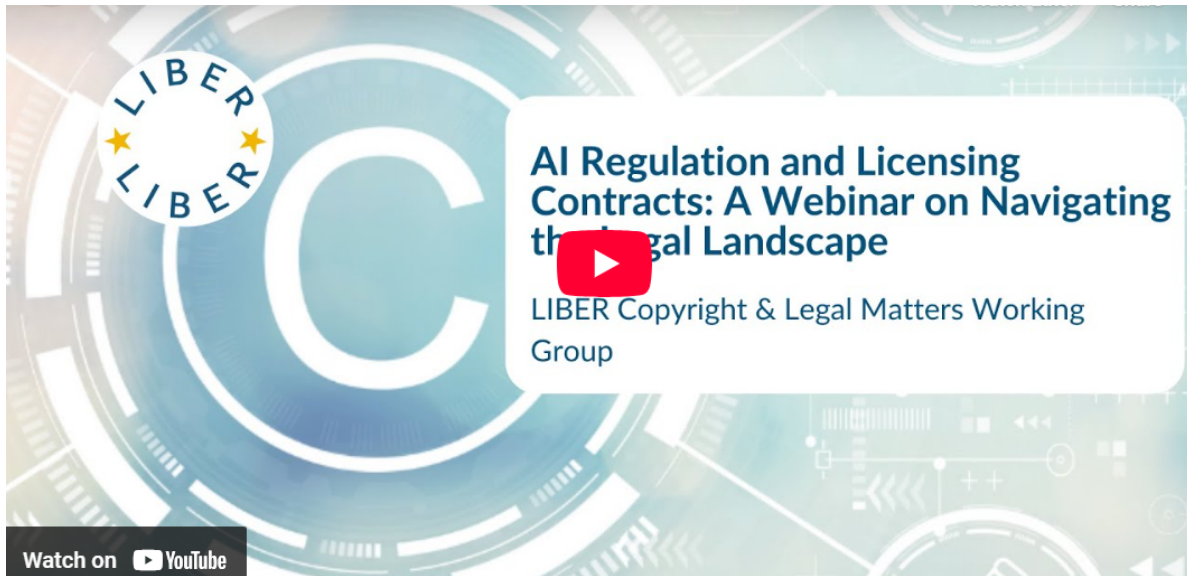 LIBER
LIBER
AI Regulation and Licensing
Contracts: A Webinar on Navigating
Legal Landscape
LIBER Copyright & Legal Matters Working
Group
C
Watch on YouTube